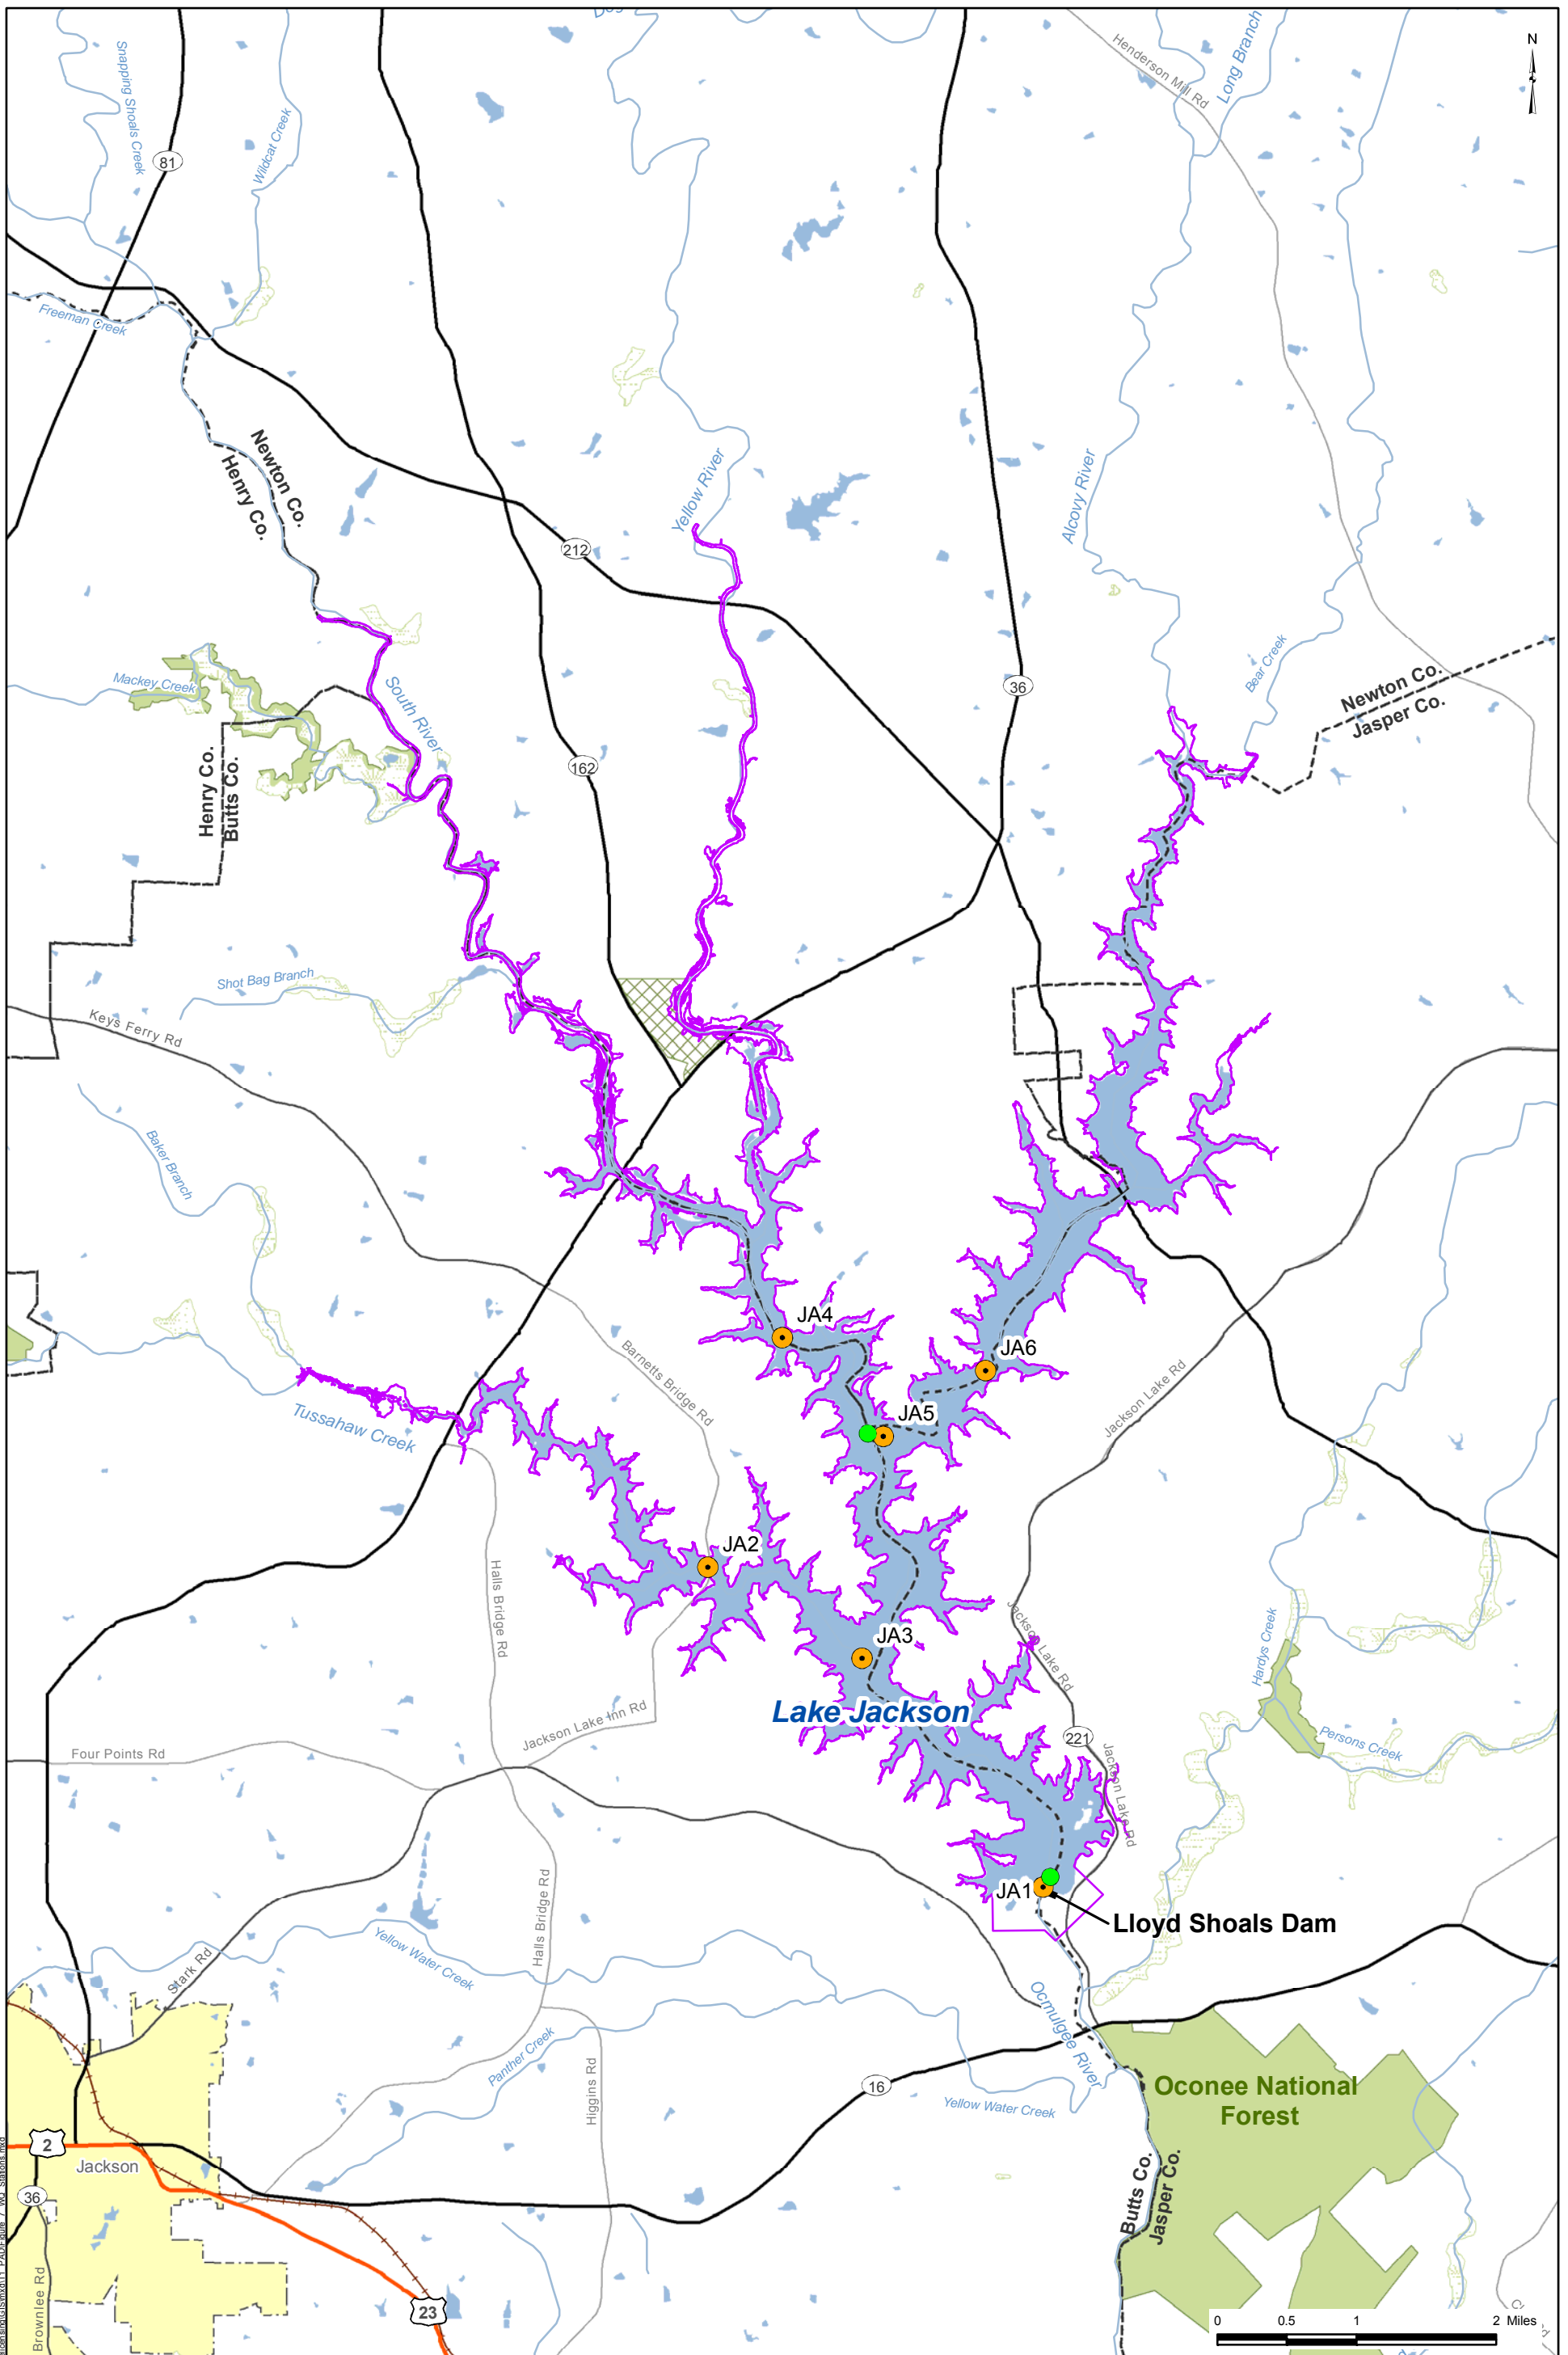 N
Henderson Mill Rd
Long Branch
Snapping Shoals Creek
Wildcat Creek
81
Freeman Creek
Newton Co.
Henry Co.
Yellow River
Alcovy River
212
Mackey Creek
South River
Bear Creek
36
Newton Co.
Jasper Co.
162
Henry Co.
Butts Co.
Shot Bag Branch
Keys Ferry Rd
Baker Branch
JA4
JA6
Barnetts Bridge Rd
Jackson Lake Rd
JA5
Tussahaw Creek
JA2
Halls Bridge Rd
JA3
Jackson Lake Rd
Hardys Creek
Lake Jackson
Jackson Lake Inn Rd
221
Four Points Rd
Persons Creek
Jackson Lake Rd
JA1
Lloyd Shoals Dam
Halls Bridge Rd
Stark Rd
Yellow Water Creek
Ocmulgee River
Panther Creek
Higgins Rd
16
Yellow Water Creek
Oconee National
Forest
2
Jackson
36
Butts Co.
Jasper Co.
Brownlee Rd
23
0 0.5 1 2 Miles